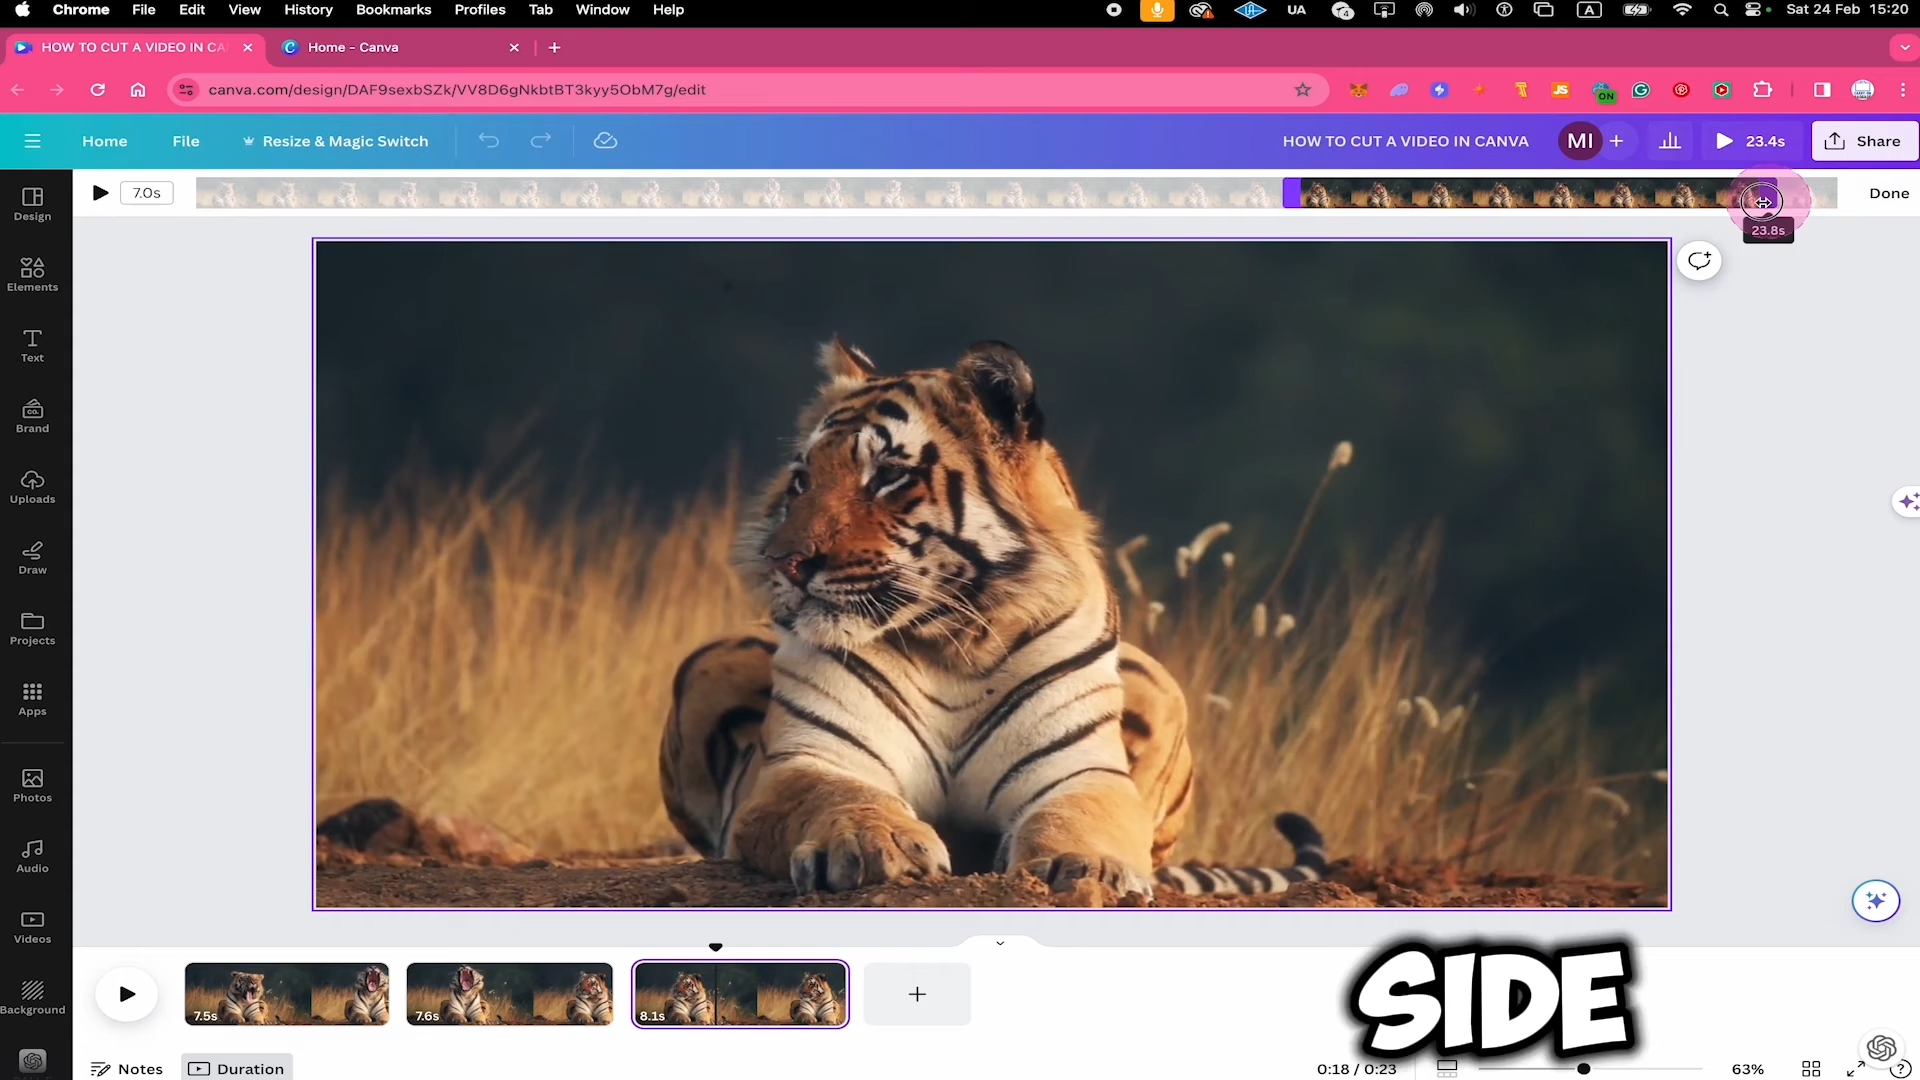 Chrome File Edit View History Bookmarks Profiles Tab Window Help UA 4 A Sat 24 Feb 15:20
HOW TO CUT A VIDEO IN CA Home - Canva
canva.com/design/DAF9sexbSZk/VV8D6gNkbtBT3kyy5ObM7g/edit JS ON
Home File Resize & Magic Switch HOW TO CUT A VIDEO IN CANVA MI 23.4s Share
7.0s Done
23.8s
Design
Elements
Text
Brand
Uploads
Draw
Projects
Apps
Photos
Audio
Videos
Background
7.5s 7.6s 8.1s
SIDE
Notes Duration 0:18 / 0:23 63%